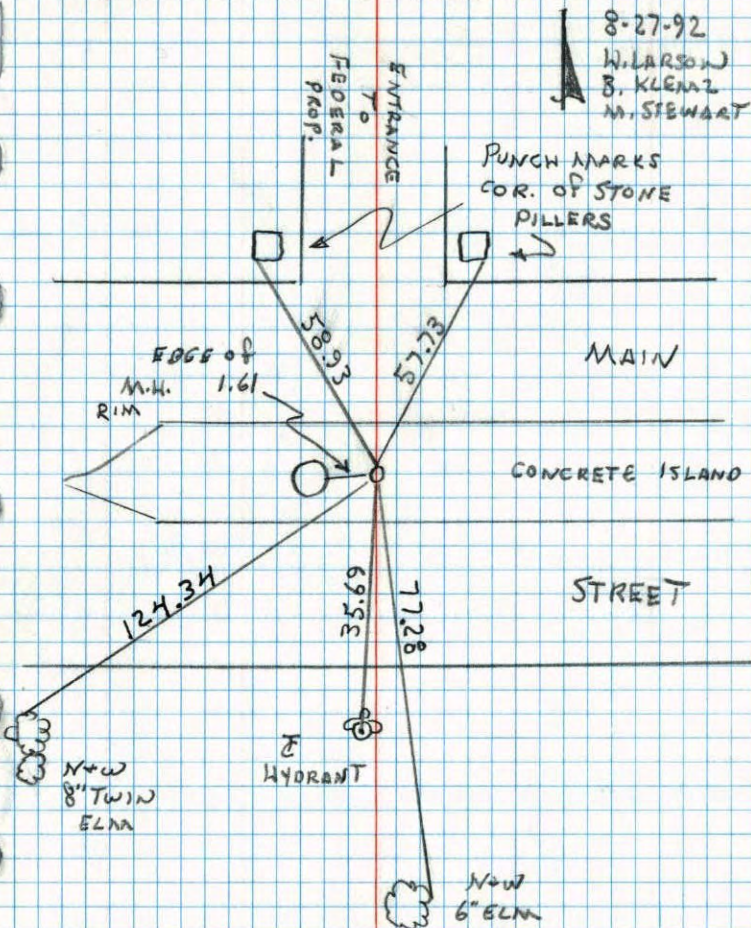 8-27-92
W. LARSON
B. KLEMZ
M. STEWART
ENTRANCE
TO
FEDERAL
PROP.
PUNCH MARKS
COR. OF STONE
PILLERS
58.93
57.73
MAIN
EDGE of
M.H. 1.61
RIM
CONCRETE ISLAND
124.34
35.69
77.28
STREET
N+W
8" TWIN
ELM
℄
HYDRANT
N+W
6" ELM